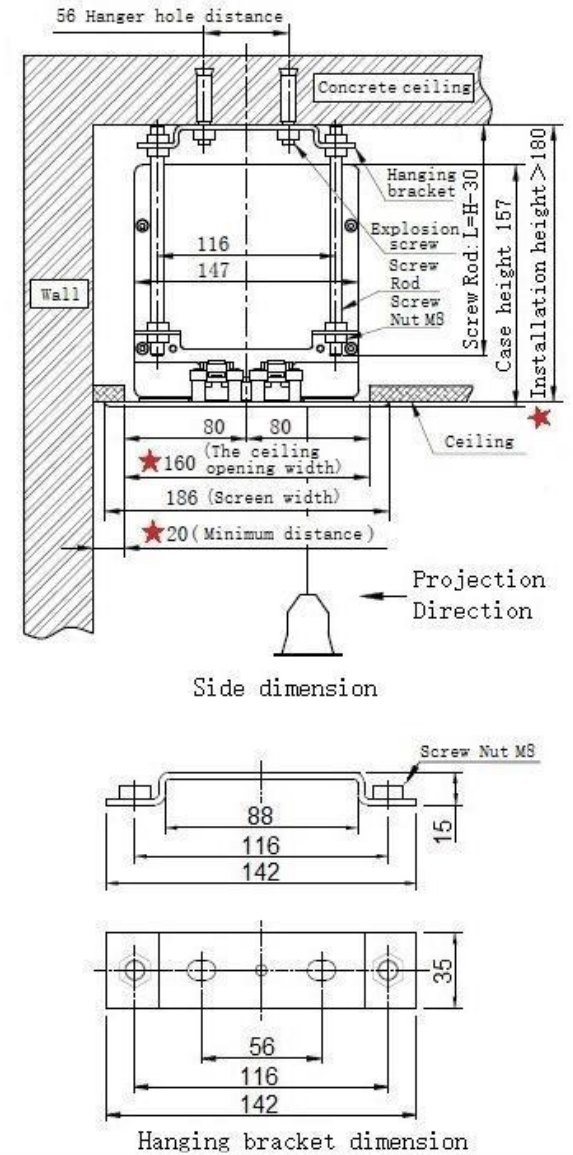 56 Hanger hole distance
Concrete ceiling
Hanging
bracket
Explosion
screw
116
147
Screw
Rod
Screw
Nut M8
Wall
Screw Rod: L=H-30
Case height 157
Installation height>180
80
80
Ceiling
160 (The ceiling
opening width)
186 (Screen width)
20 (Minimum distance)
Projection
Direction
Side dimension
Screw Nut M8
88
15
116
142
35
56
116
142
Hanging bracket dimension